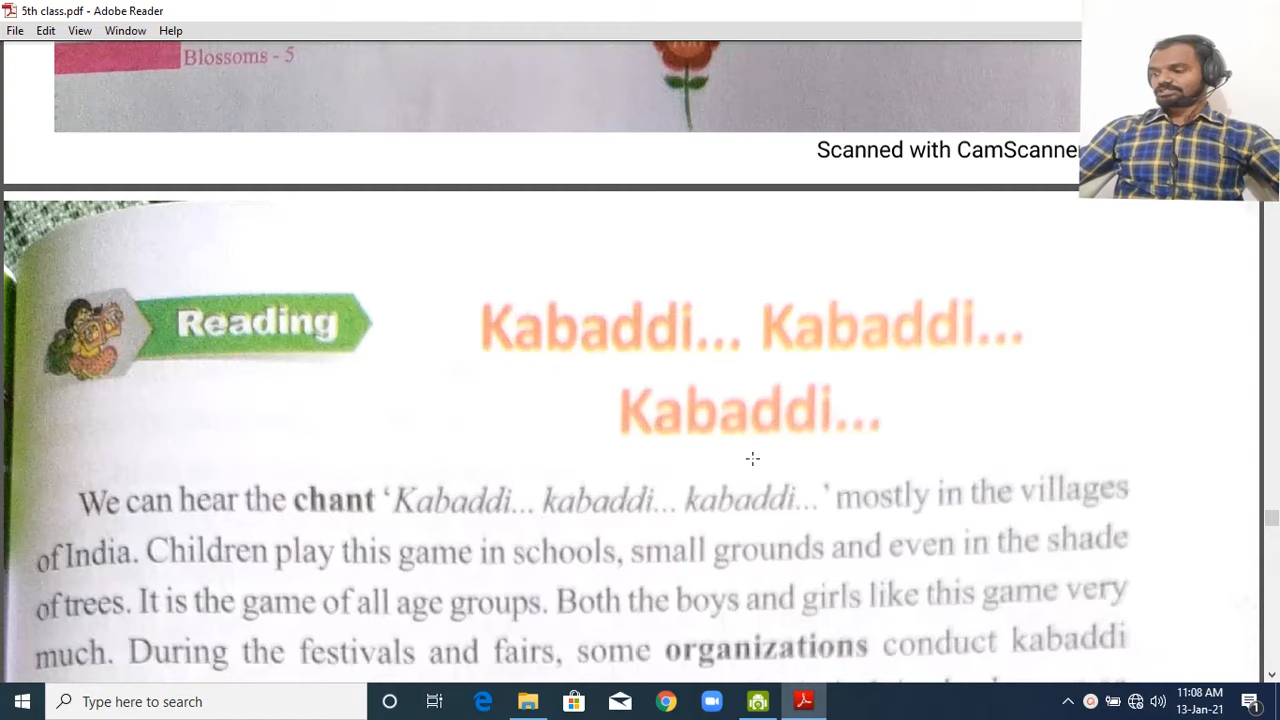 5th class.pdf - Adobe Reader
File Edit View Window Help
Blossoms - 5
Scanned with CamScanner
Reading
Kabaddi... Kabaddi...
Kabaddi...
We can hear the chant ‘Kabaddi... kabaddi... kabaddi...’ mostly in the villages
of India. Children play this game in schools, small grounds and even in the shade
of trees. It is the game of all age groups. Both the boys and girls like this game very
much. During the festivals and fairs, some organizations conduct kabaddi
Type here to search
11:08 AM
13-Jan-21